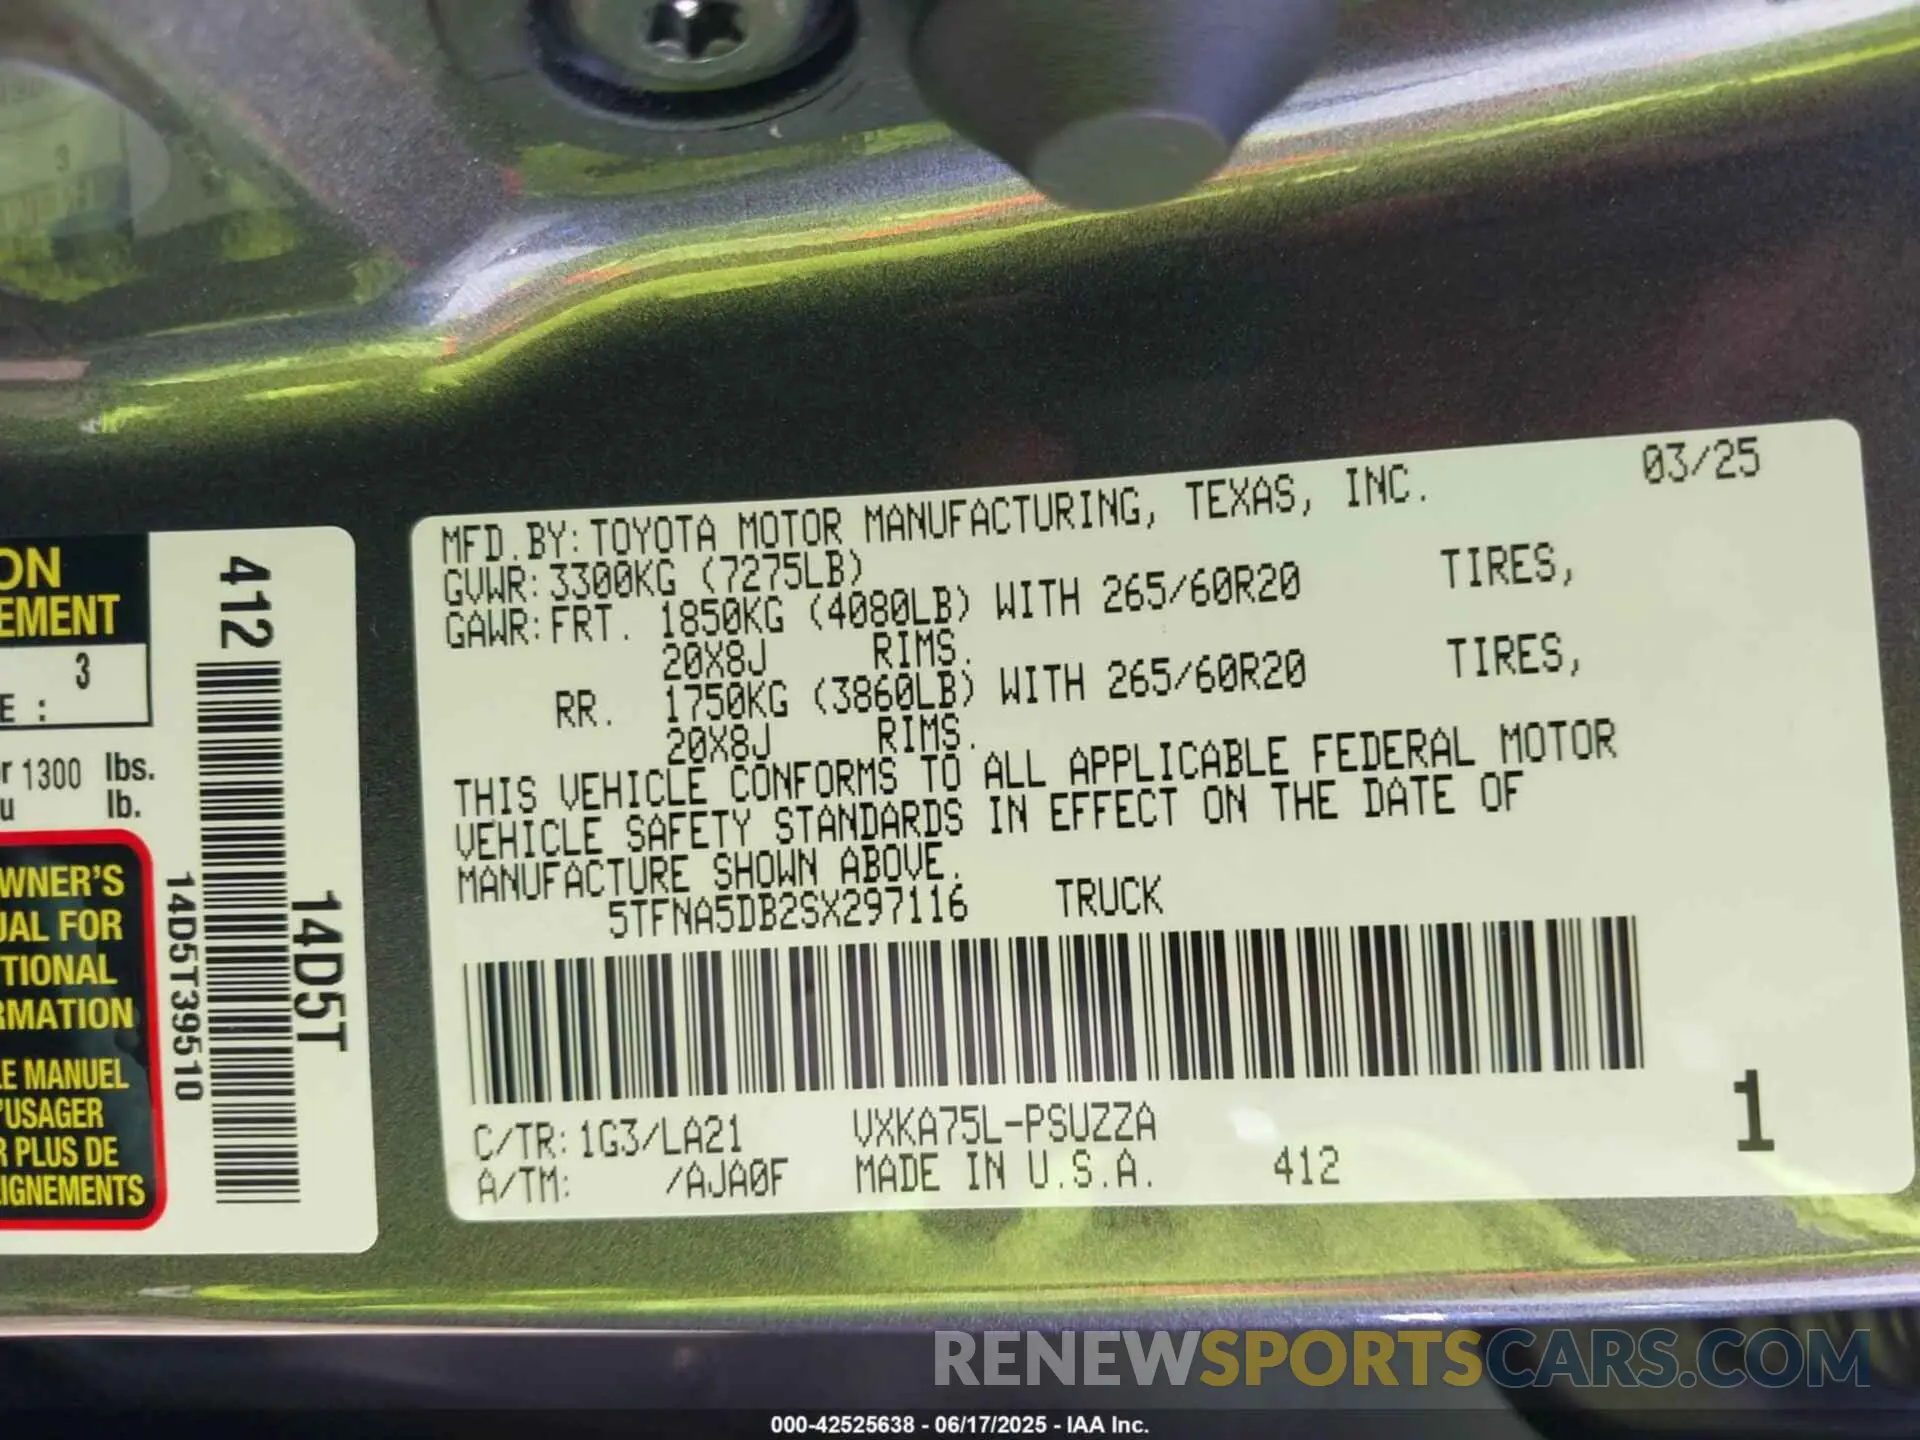 MFD.BY:TOYOTA MOTOR MANUFACTURING, TEXAS, INC. 03/25
GVWR:3300KG (7275LB)
GAWR:FRT. 1850KG (4080LB) WITH 265/60R20 TIRES,
20X8J RIMS.
RR. 1750KG (3860LB) WITH 265/60R20 TIRES,
20X8J RIMS.
THIS VEHICLE CONFORMS TO ALL APPLICABLE FEDERAL MOTOR
VEHICLE SAFETY STANDARDS IN EFFECT ON THE DATE OF
MANUFACTURE SHOWN ABOVE.
5TFNA5DB2SX297116 TRUCK
C/TR:1G3/LA21 VXKA75L-PSUZZA
A/TM: /AJA0F MADE IN U.S.A. 412
1
ON
EMENT
3
E :
r 1300 lbs.
u lb.
WNER'S
UAL FOR
TIONAL
RMATION
LE MANUEL
'USAGER
R PLUS DE
EIGNEMENTS
412
14D5T
14D5T39510
RENEWSPORTSCARS.COM
000-42525638 - 06/17/2025 - IAA Inc.